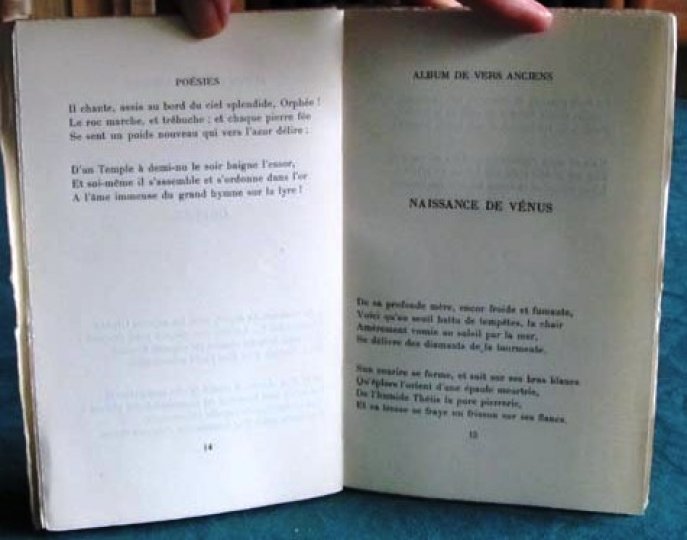 POÉSIES
Il chante, assis au bord du ciel splendide, Orphée !
Le roc marche, et trébuche ; et chaque pierre fée
Se sent un poids nouveau qui vers l'azur délire ;
D'un Temple à demi-nu le soir baigne l'essor,
Et soi-même il s'assemble et s'ordonne dans l'or
A l'âme immense du grand hymne sur la lyre !
14
ALBUM DE VERS ANCIENS
NAISSANCE DE VÉNUS
De sa profonde mère, encor froide et fumante,
Voici qu'au seuil battu de tempêtes, la chair
Amèrement vomie au soleil par la mer,
Se délivre des diamants de la tourmente.
Son sourire se forme, et suit sur ses bras blancs
Qu'éplore l'orient d'une épaule meurtrie,
De l'humide Thétis la pure pierrerie,
Et sa tresse se fraye un frisson sur ses flancs.
15